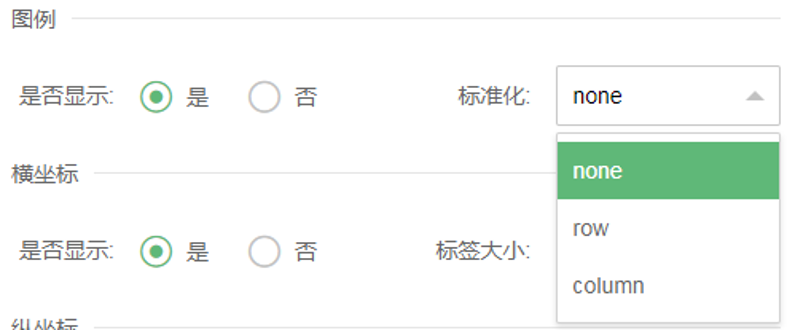 图例
是否显示: 是 否 标准化: none
none
横坐标
row
是否显示: 是 否 标签大小:
column
纵坐标